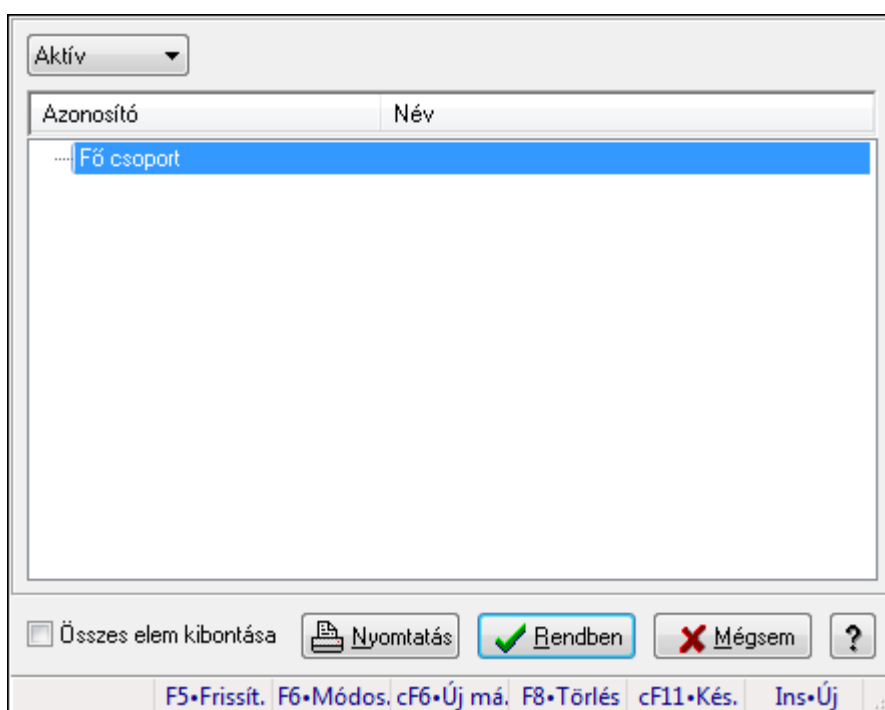 Aktív
Azonosító Név
Fő csoport
Összes elem kibontása Nyomtatás Rendben Mégsem ?
F5•Frissít. F6•Módos. cF6•Új má. F8•Törlés cF11•Kés. Ins•Új